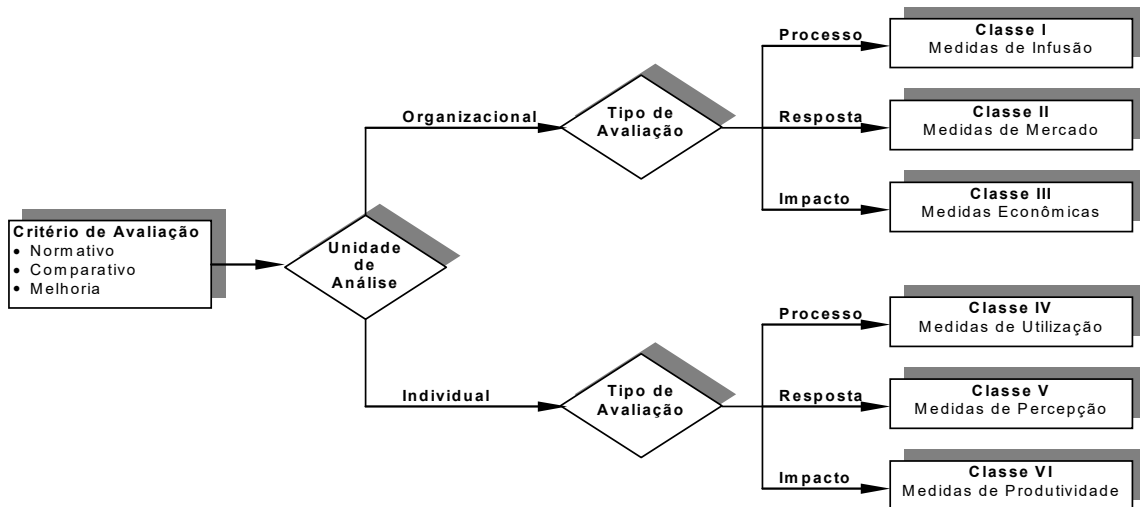 Critério de Avaliação
• Normativo
• Comparativo
• Melhoria
Unidade
de
Análise
Organizacional
Tipo de
Avaliação
Processo
Classe I
Medidas de Infusão
Resposta
Classe II
Medidas de Mercado
Impacto
Classe III
Medidas Econômicas
Individual
Tipo de
Avaliação
Processo
Classe IV
Medidas de Utilização
Resposta
Classe V
Medidas de Percepção
Impacto
Classe VI
Medidas de Produtividade